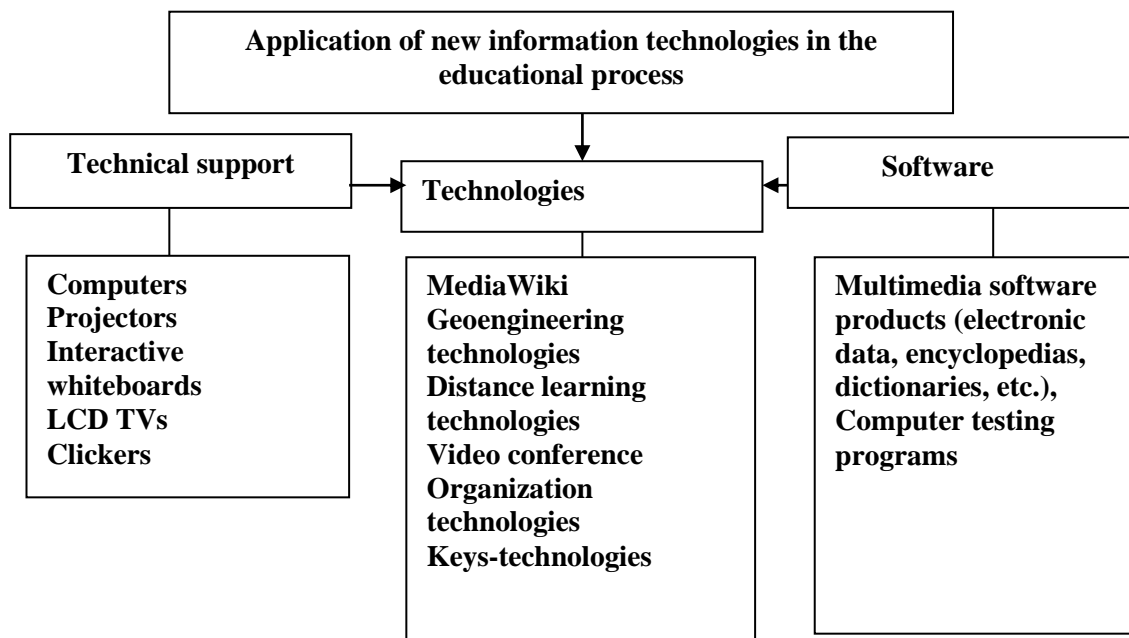 Application of new information technologies in the
educational process
Technical support
Technologies
Software
Computers
Projectors
Interactive
whiteboards
LCD TVs
Clickers
MediaWiki
Geoengineering
technologies
Distance learning
technologies
Video conference
Organization
technologies
Keys-technologies
Multimedia software
products (electronic
data, encyclopedias,
dictionaries, etc.),
Computer testing
programs